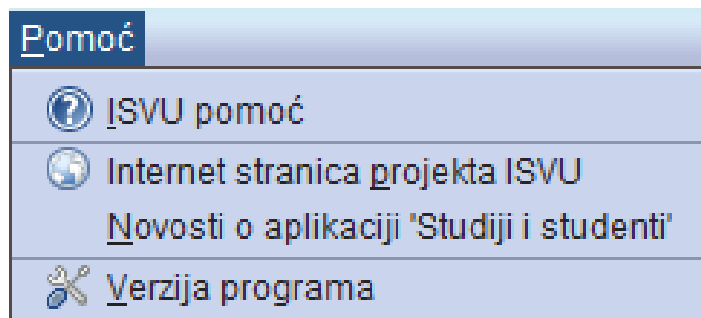 Pomoć
ISVU pomoć
Internet stranica projekta ISVU
Novosti o aplikaciji 'Studiji i studenti'
Verzija programa